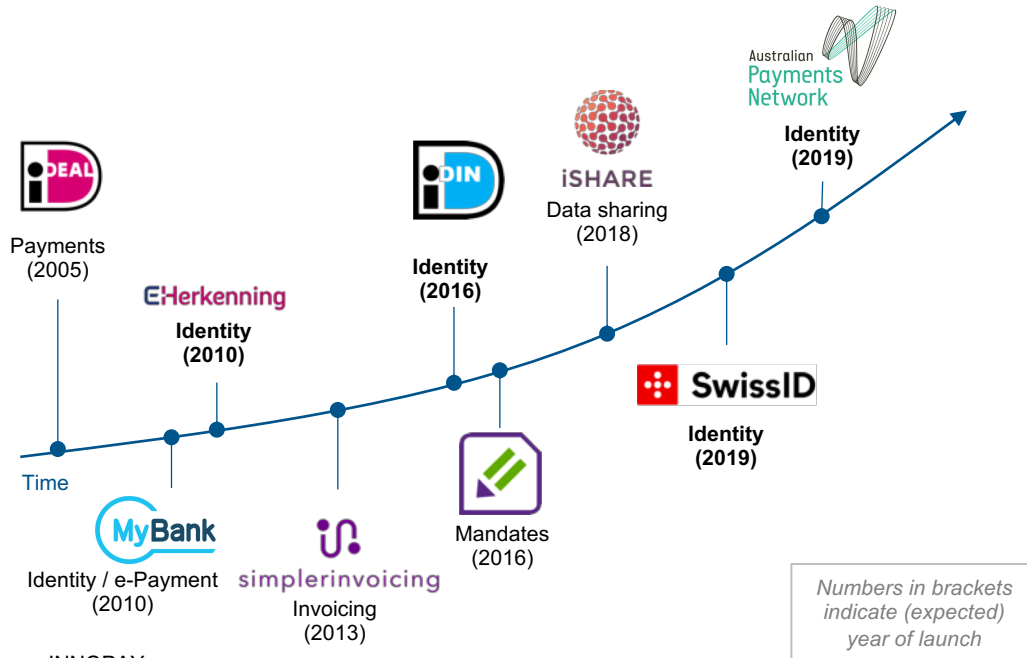 Australian
Payments
Network
Identity
(2019)
iDEAL
Payments
(2005)
iDIN
Identity
(2016)
iSHARE
Data sharing
(2018)
EHerkenning
Identity
(2010)
SwissID
Identity
(2019)
Time
MyBank
Identity / e-Payment
(2010)
simplerinvoicing
Invoicing
(2013)
Mandates
(2016)
Numbers in brackets
indicate (expected)
year of launch